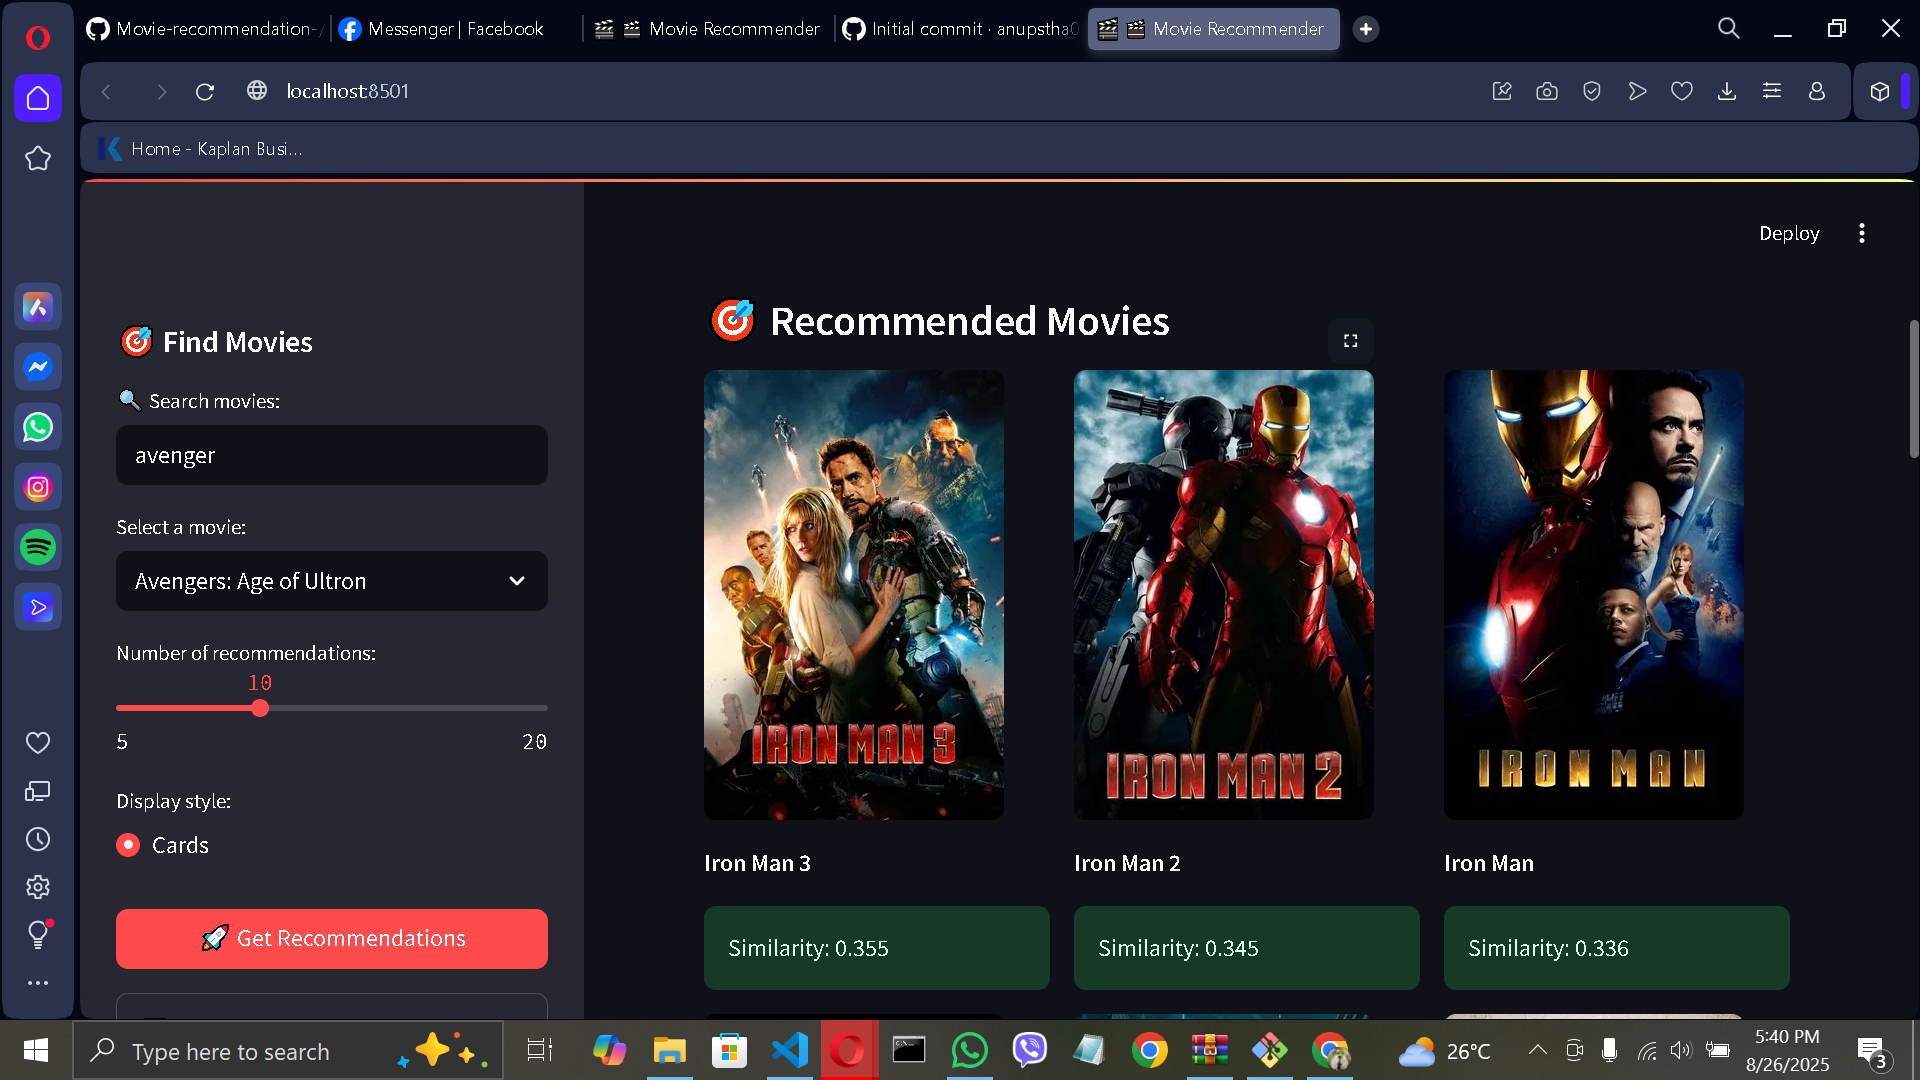 Movie-recommendation-
Messenger | Facebook
Movie Recommender
Initial commit · anupstha0
Movie Recommender
localhost:8501
Home - Kaplan Busi...
Deploy
Find Movies
Search movies:
avenger
Select a movie:
Avengers: Age of Ultron
Number of recommendations:
10
5
20
Display style:
Cards
Get Recommendations
Recommended Movies
IRON MAN 3
IRON MAN 2
IRON MAN
Iron Man 3
Iron Man 2
Iron Man
Similarity: 0.355
Similarity: 0.345
Similarity: 0.336
Type here to search
26°C
5:40 PM
8/26/2025
3